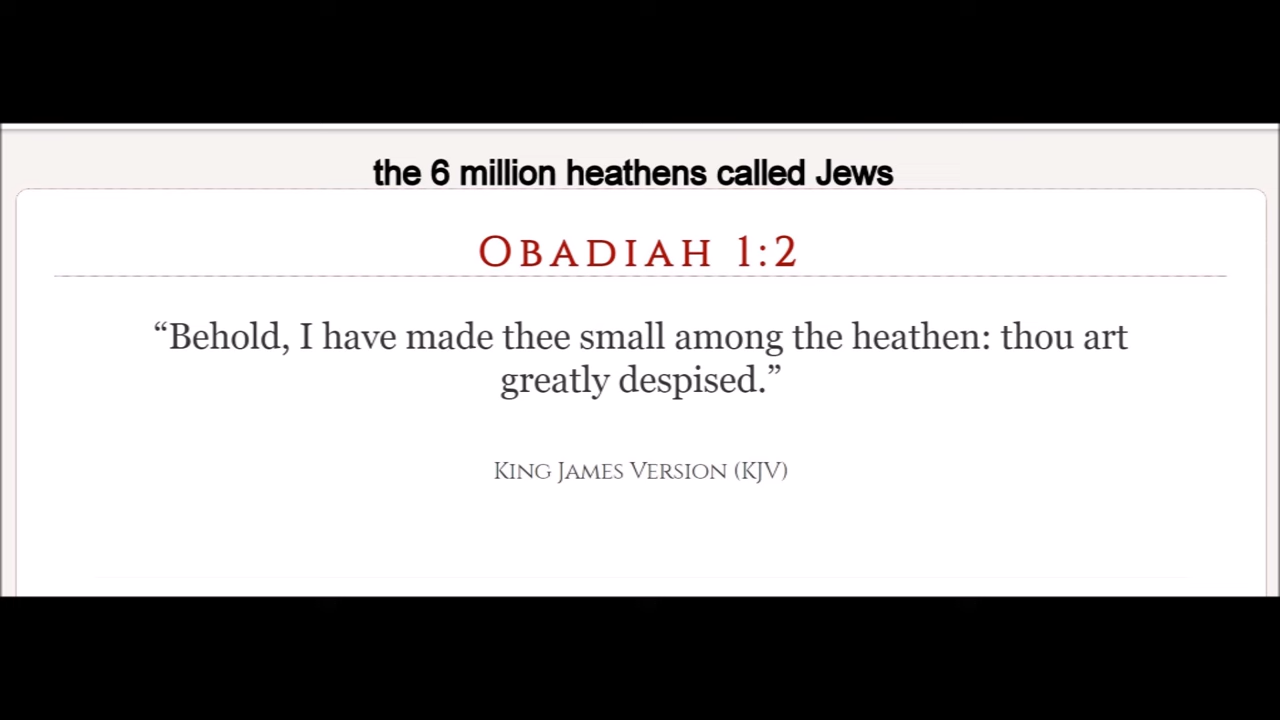 the 6 million heathens called Jews
OBADIAH 1:2
“Behold, I have made thee small among the heathen: thou art
greatly despised.”
KING JAMES VERSION (KJV)